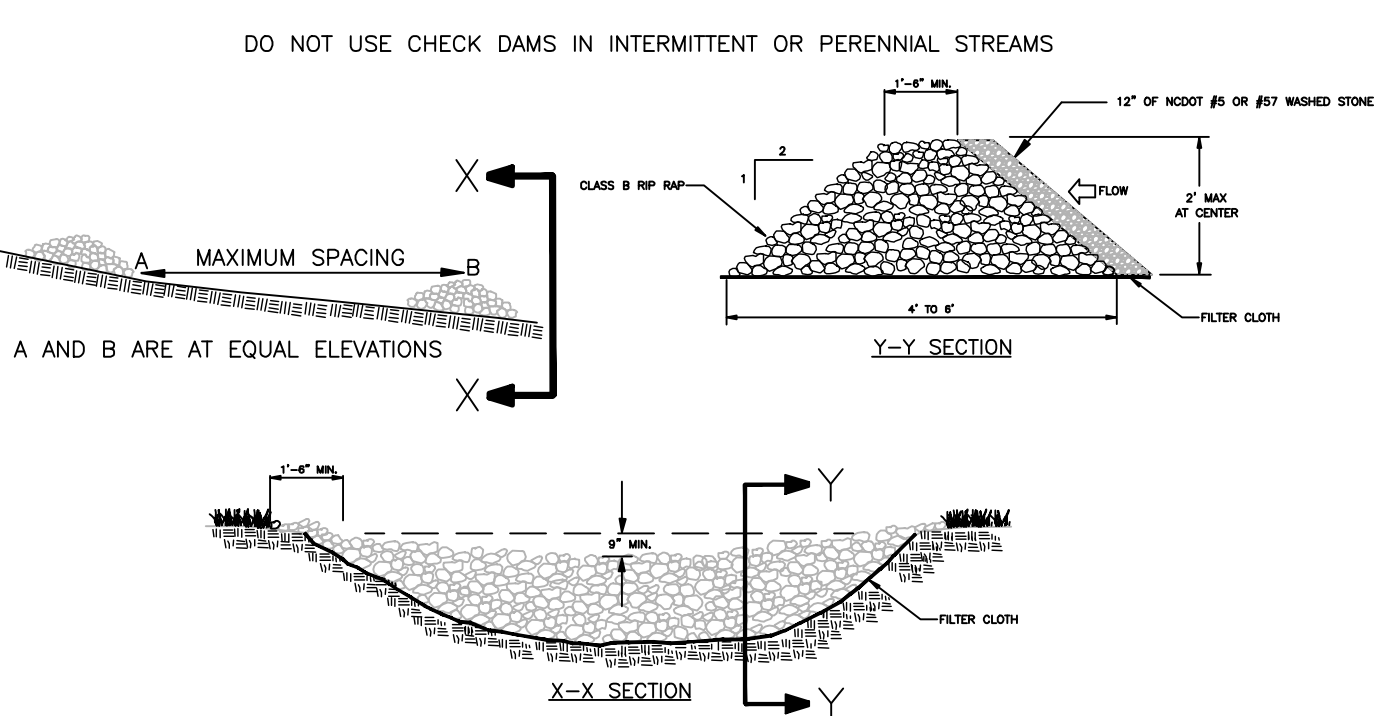 DO NOT USE CHECK DAMS IN INTERMITTENT OR PERENNIAL STREAMS
X
A
MAXIMUM SPACING
B
A AND B ARE AT EQUAL ELEVATIONS
X
1'-6" MIN.
12" OF NCDOT #5 OR #57 WASHED STONE
2
1
CLASS B RIP RAP
FLOW
2' MAX
AT CENTER
4' TO 6'
FILTER CLOTH
Y-Y SECTION
1'-6" MIN.
Y
9" MIN.
FILTER CLOTH
X-X SECTION
Y